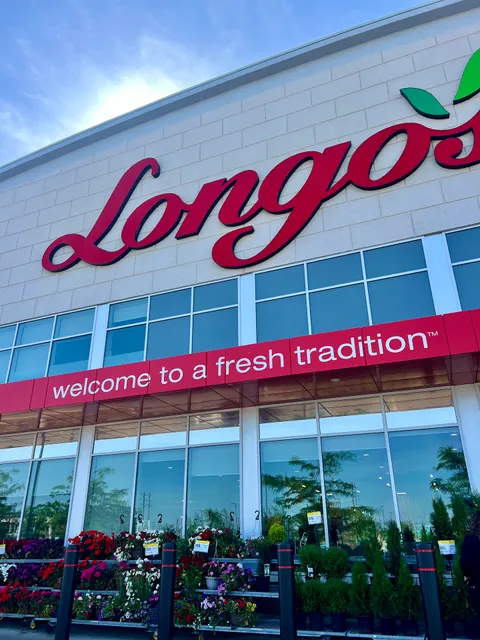 Longo's
welcome to a fresh tradition™